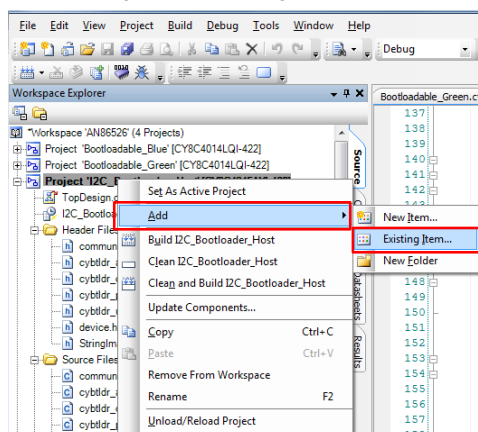 File Edit View Project Build Debug Tools Window Help
Debug
Workspace Explorer
Bootloadable_Green.c
Workspace 'AN86526' (4 Projects)
Project 'Bootloadable_Blue' [CY8C4014LQI-422]
Project 'Bootloadable_Green' [CY8C4014LQI-422]
Project 'I2C_B
TopDesign.c
I2C_Bootloa
Header Files
commun
cybtldr_
cybtldr_
cybtldr_
cybtldr_
device.h
StringIm
Source Files
commun
cybtldr_
cybtldr_
cybtldr_
Set As Active Project
Add
Build I2C_Bootloader_Host
Clean I2C_Bootloader_Host
Clean and Build I2C_Bootloader_Host
Update Components...
Copy Ctrl+C
Paste Ctrl+V
Remove From Workspace
Rename F2
Unload/Reload Project
New Item...
Existing Item...
New Folder
Source
Datasheets
Results
137
138
139
140
141
142
148
149
150
151
152
153
154
155
156
157